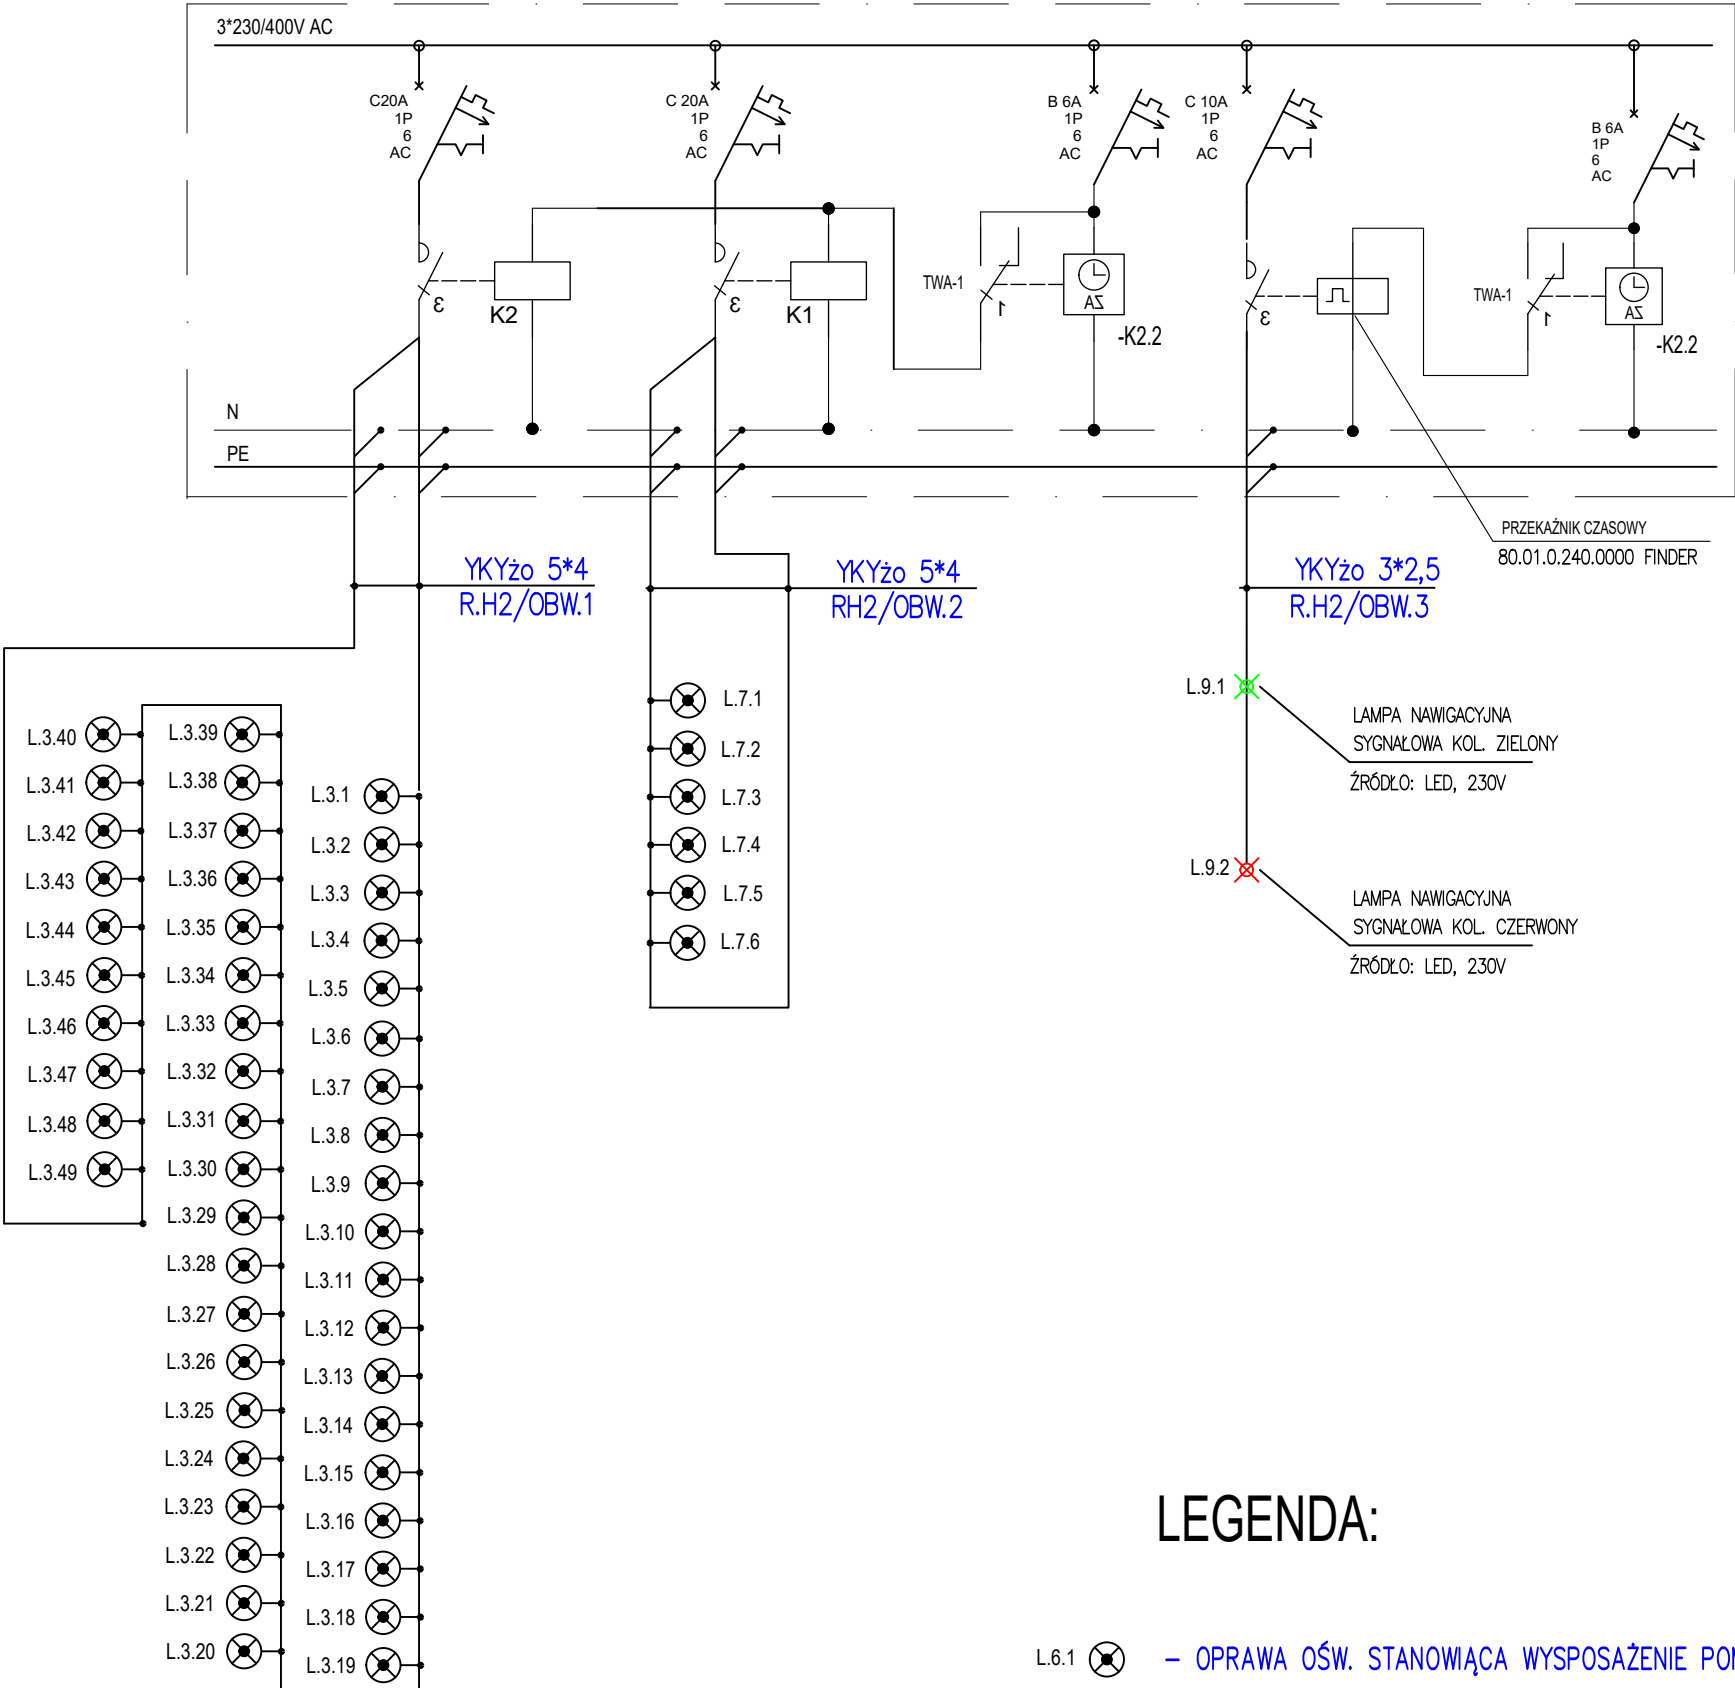 3*230/400V AC
C20A
1P
6
AC
C 20A
1P
6
AC
B 6A
1P
6
AC
C 10A
1P
6
AC
B 6A
1P
6
AC
3
K2
3
K1
TWA-1
1
AZ
-K2.2
3
TWA-1
1
AZ
-K2.2
N
PE
PRZEKAŹNIK CZASOWY
80.01.0.240.0000 FINDER
YKYżo 5*4
R.H2/OBW.1
YKYżo 5*4
RH2/OBW.2
YKYżo 3*2,5
R.H2/OBW.3
L.3.40
L.3.41
L.3.42
L.3.43
L.3.44
L.3.45
L.3.46
L.3.47
L.3.48
L.3.49
L.3.39
L.3.38
L.3.37
L.3.36
L.3.35
L.3.34
L.3.33
L.3.32
L.3.31
L.3.30
L.3.29
L.3.28
L.3.27
L.3.26
L.3.25
L.3.24
L.3.23
L.3.22
L.3.21
L.3.20
L.3.1
L.3.2
L.3.3
L.3.4
L.3.5
L.3.6
L.3.7
L.3.8
L.3.9
L.3.10
L.3.11
L.3.12
L.3.13
L.3.14
L.3.15
L.3.16
L.3.17
L.3.18
L.3.19
L.7.1
L.7.2
L.7.3
L.7.4
L.7.5
L.7.6
L.9.1
LAMPA NAWIGACYJNA
SYGNAŁOWA KOL. ZIELONY
ŹRÓDŁO: LED, 230V
L.9.2
LAMPA NAWIGACYJNA
SYGNAŁOWA KOL. CZERWONY
ŹRÓDŁO: LED, 230V
LEGENDA:
L.6.1 – OPRAWA OŚW. STANOWIĄCA WYSPOSAŻENIE